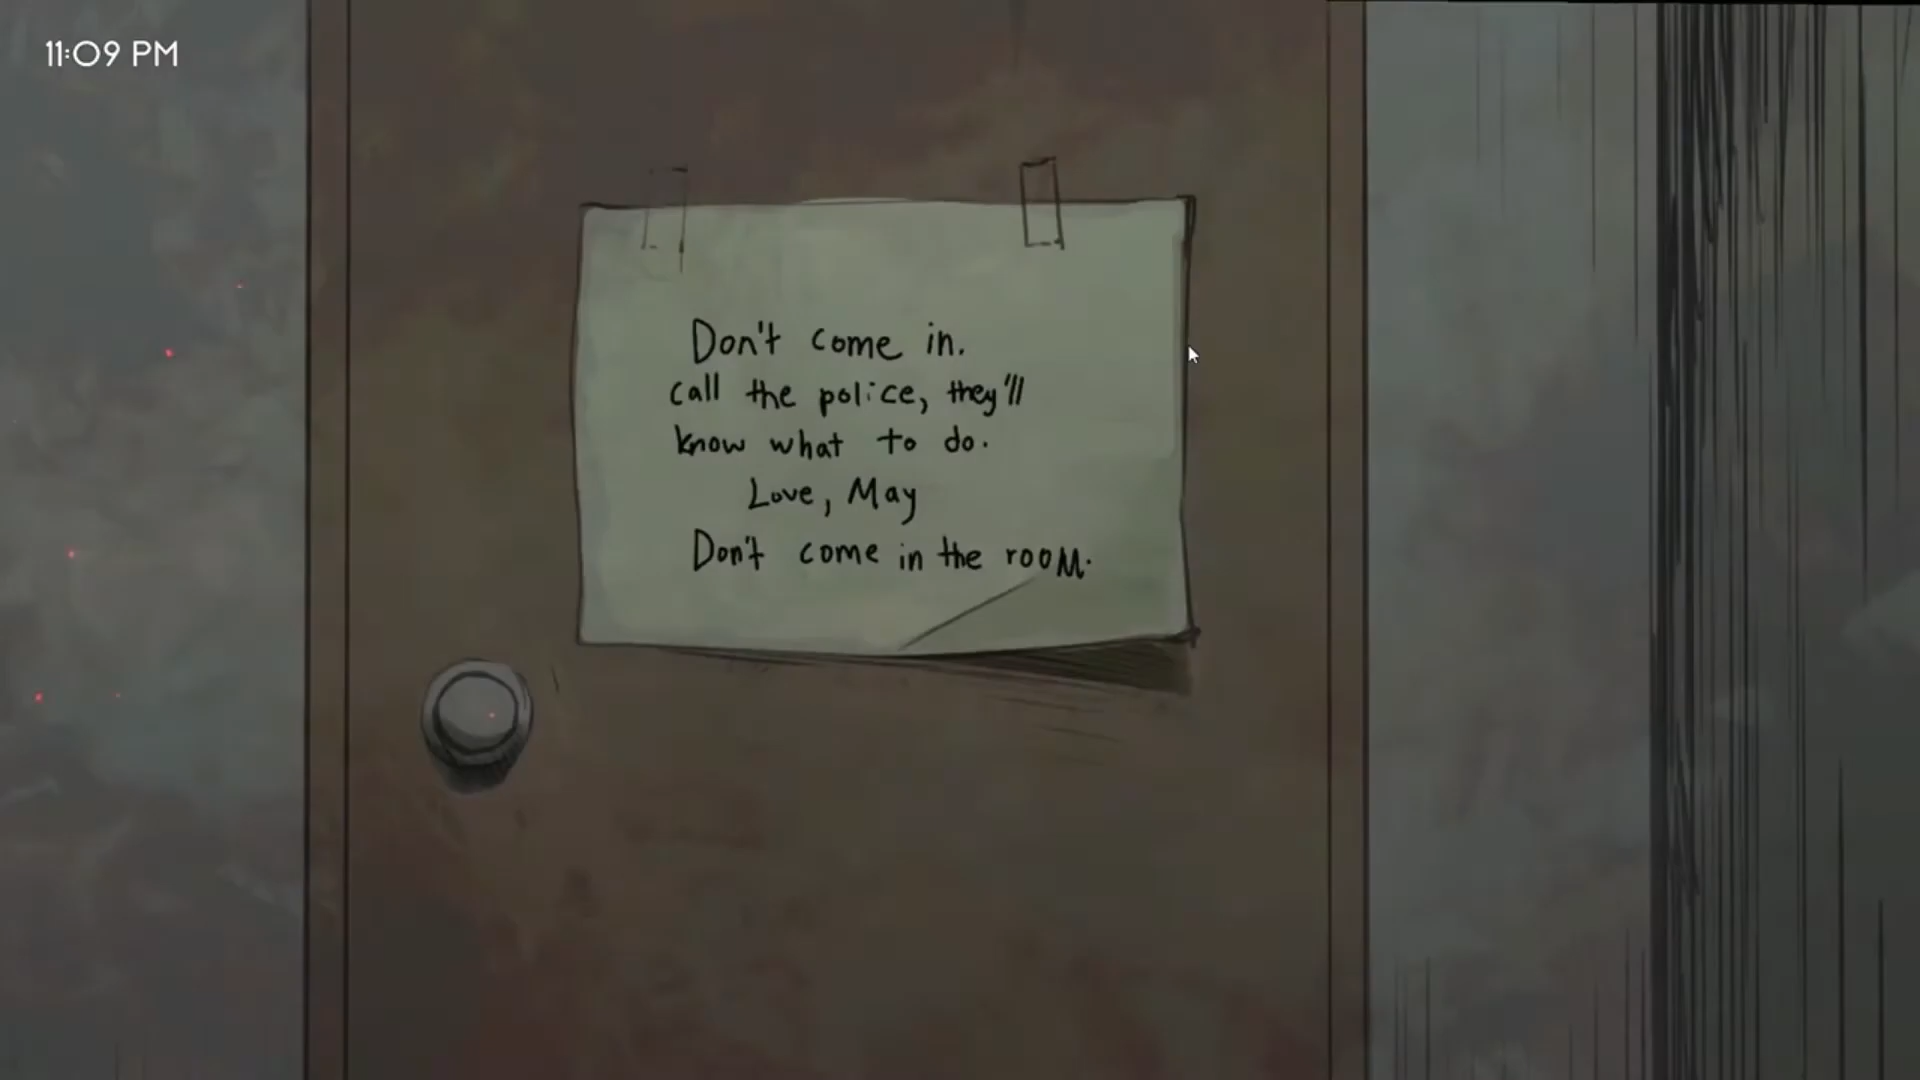 11:09 PM
Don't come in.
call the police, they'll
know what to do.
Love, May
Don't come in the room.